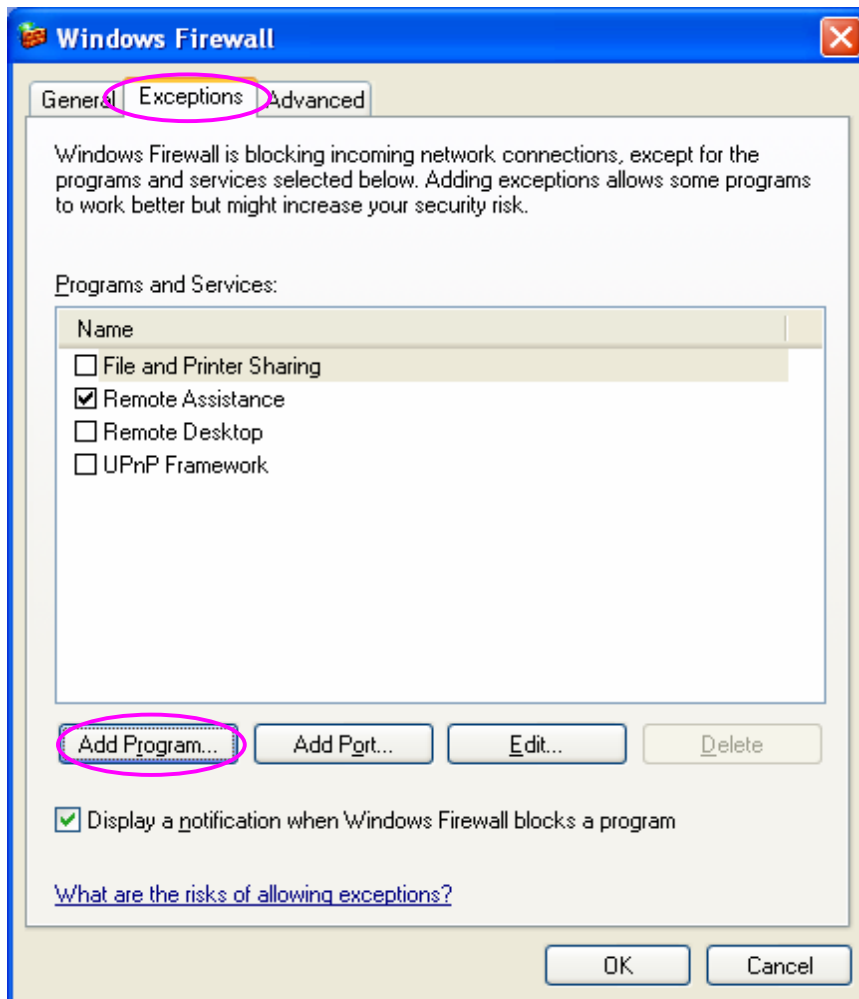 Windows Firewall
General Exceptions Advanced
Windows Firewall is blocking incoming network connections, except for the
programs and services selected below. Adding exceptions allows some programs
to work better but might increase your security risk.
Programs and Services:
Name
File and Printer Sharing
Remote Assistance
Remote Desktop
UPnP Framework
Add Program... Add Port... Edit... Delete
Display a notification when Windows Firewall blocks a program
What are the risks of allowing exceptions?
OK Cancel